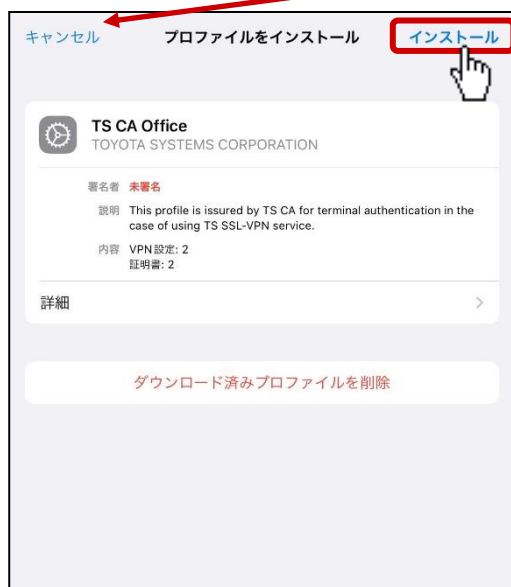 キャンセル プロファイルをインストール インストール
TS CA Office
TOYOTA SYSTEMS CORPORATION
署名者 未署名
説明 This profile is issured by TS CA for terminal authentication in the
case of using TS SSL-VPN service.
内容 VPN設定: 2
証明書: 2
詳細
ダウンロード済みプロファイルを削除